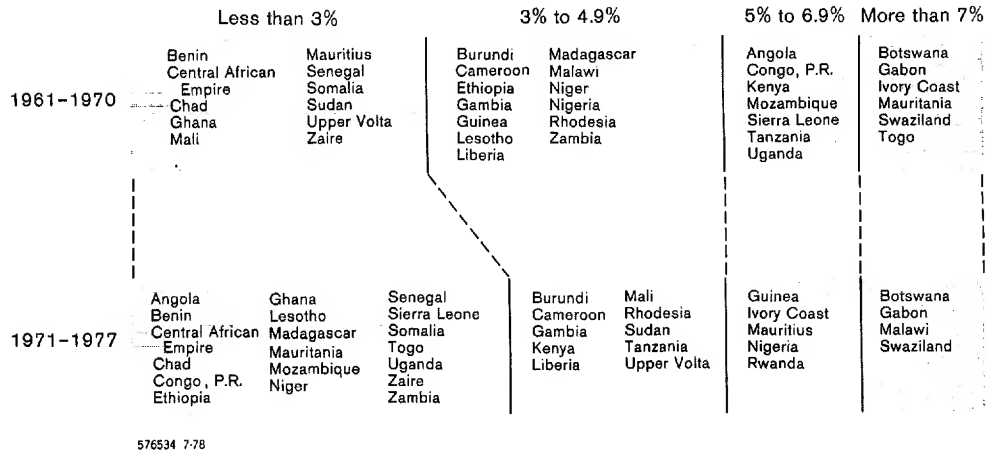 Less than 3% 3% to 4.9% 5% to 6.9% More than 7%
1961-1970
Benin
Central African
Empire
Chad
Ghana
Mali
Mauritius
Senegal
Somalia
Sudan
Upper Volta
Zaire
Burundi
Cameroon
Ethiopia
Gambia
Guinea
Lesotho
Liberia
Madagascar
Malawi
Niger
Nigeria
Rhodesia
Zambia
Angola
Congo, P.R.
Kenya
Mozambique
Sierra Leone
Tanzania
Uganda
Botswana
Gabon
Ivory Coast
Mauritania
Swaziland
Togo
1971-1977
Angola
Benin
Central African
Empire
Chad
Congo, P.R.
Ethiopia
Ghana
Lesotho
Madagascar
Mauritania
Mozambique
Niger
Senegal
Sierra Leone
Somalia
Togo
Uganda
Zaire
Zambia
Burundi
Cameroon
Gambia
Kenya
Liberia
Mali
Rhodesia
Sudan
Tanzania
Upper Volta
Guinea
Ivory Coast
Mauritius
Nigeria
Rwanda
Botswana
Gabon
Malawi
Swaziland
576534 7-78